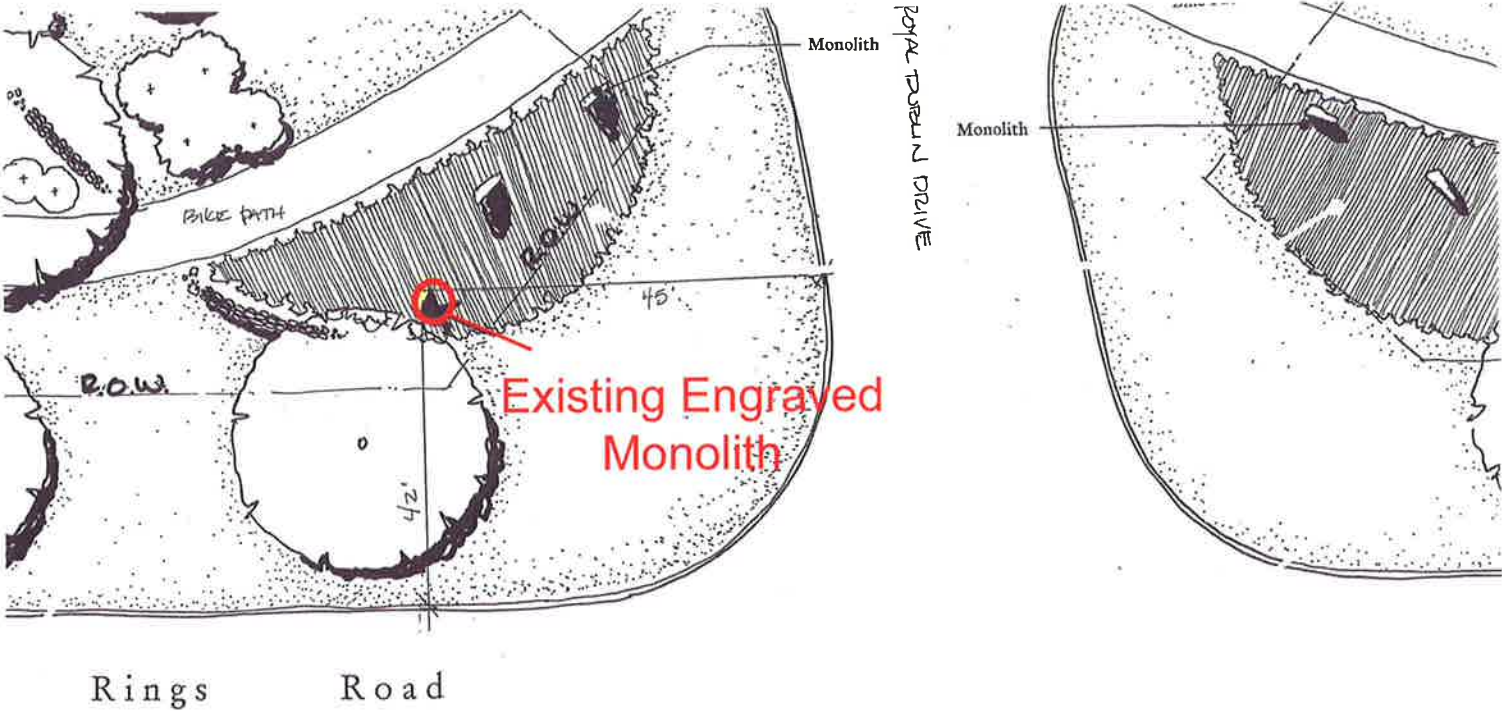 Monolith
ROYAL DUBLIN DRIVE
Monolith
BIKE PATH
R.O.W.
45'
R.O.W.
Existing Engraved
Monolith
42'
Rings Road